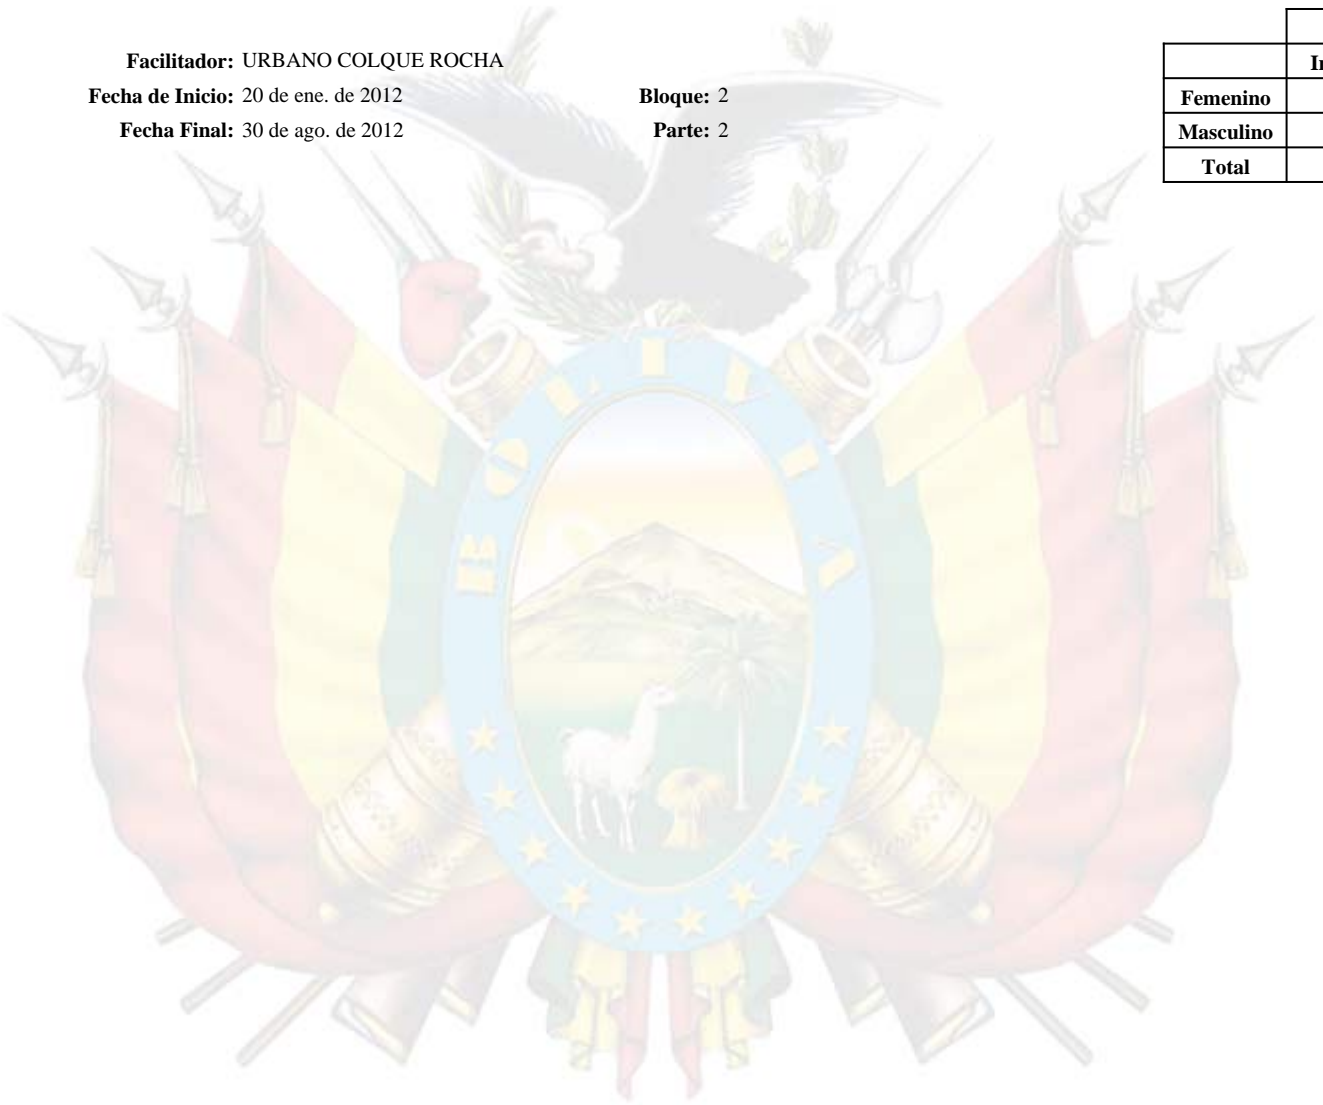 Facilitador: URBANO COLQUE ROCHA
Fecha de Inicio: 20 de ene. de 2012 Bloque: 2
Fecha Final: 30 de ago. de 2012 Parte: 2
Femenino
Masculino
Total
BOLIVIA